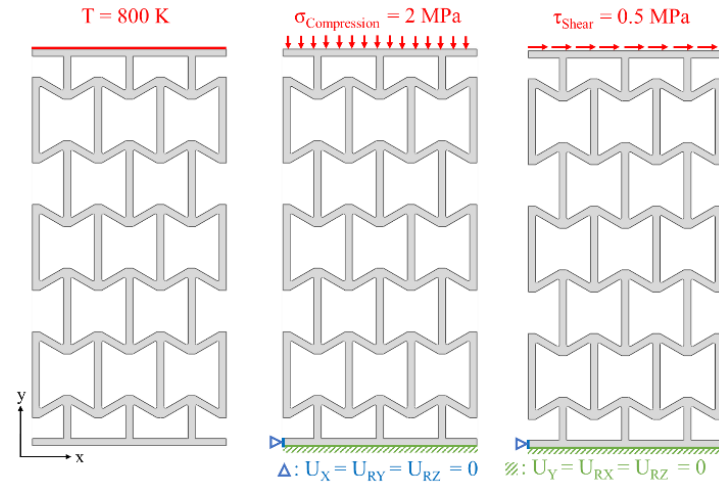 T = 800 K
σCompression = 2 MPa
τShear = 0.5 MPa
y
x
Δ: UX = URY = URZ = 0
: UY = URX = URZ = 0